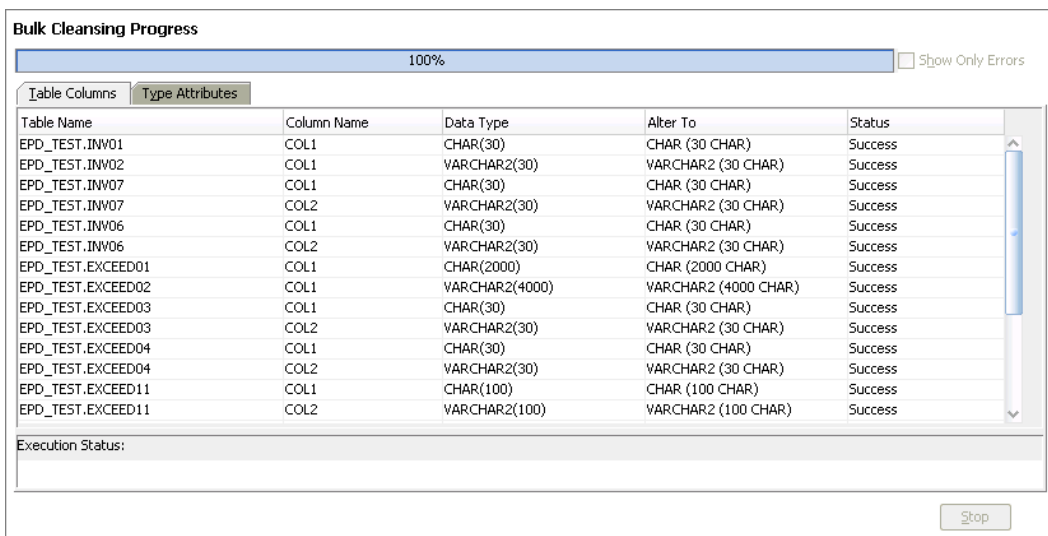 Bulk Cleansing Progress
100% Show Only Errors
Table Columns Type Attributes
Table Name Column Name Data Type Alter To Status
EPD_TEST.INV01 COL1 CHAR(30) CHAR (30 CHAR) Success
EPD_TEST.INV02 COL1 VARCHAR2(30) VARCHAR2 (30 CHAR) Success
EPD_TEST.INV07 COL1 CHAR(30) CHAR (30 CHAR) Success
EPD_TEST.INV07 COL2 VARCHAR2(30) VARCHAR2 (30 CHAR) Success
EPD_TEST.INV06 COL1 CHAR(30) CHAR (30 CHAR) Success
EPD_TEST.INV06 COL2 VARCHAR2(30) VARCHAR2 (30 CHAR) Success
EPD_TEST.EXCEED01 COL1 CHAR(2000) CHAR (2000 CHAR) Success
EPD_TEST.EXCEED02 COL1 VARCHAR2(4000) VARCHAR2 (4000 CHAR) Success
EPD_TEST.EXCEED03 COL1 CHAR(30) CHAR (30 CHAR) Success
EPD_TEST.EXCEED03 COL2 VARCHAR2(30) VARCHAR2 (30 CHAR) Success
EPD_TEST.EXCEED04 COL1 CHAR(30) CHAR (30 CHAR) Success
EPD_TEST.EXCEED04 COL2 VARCHAR2(30) VARCHAR2 (30 CHAR) Success
EPD_TEST.EXCEED11 COL1 CHAR(100) CHAR (100 CHAR) Success
EPD_TEST.EXCEED11 COL2 VARCHAR2(100) VARCHAR2 (100 CHAR) Success
Execution Status:
Stop